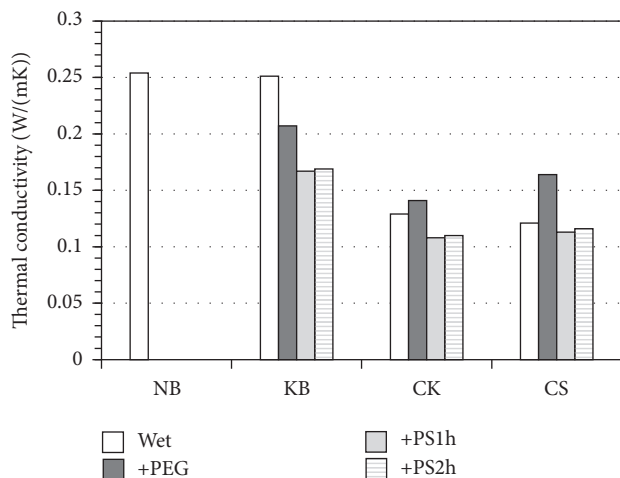 Thermal conductivity (W/(mK))
0.3
0.25
0.2
0.15
0.1
0.05
0
NB KB CK CS
Wet +PS1h
+PEG +PS2h